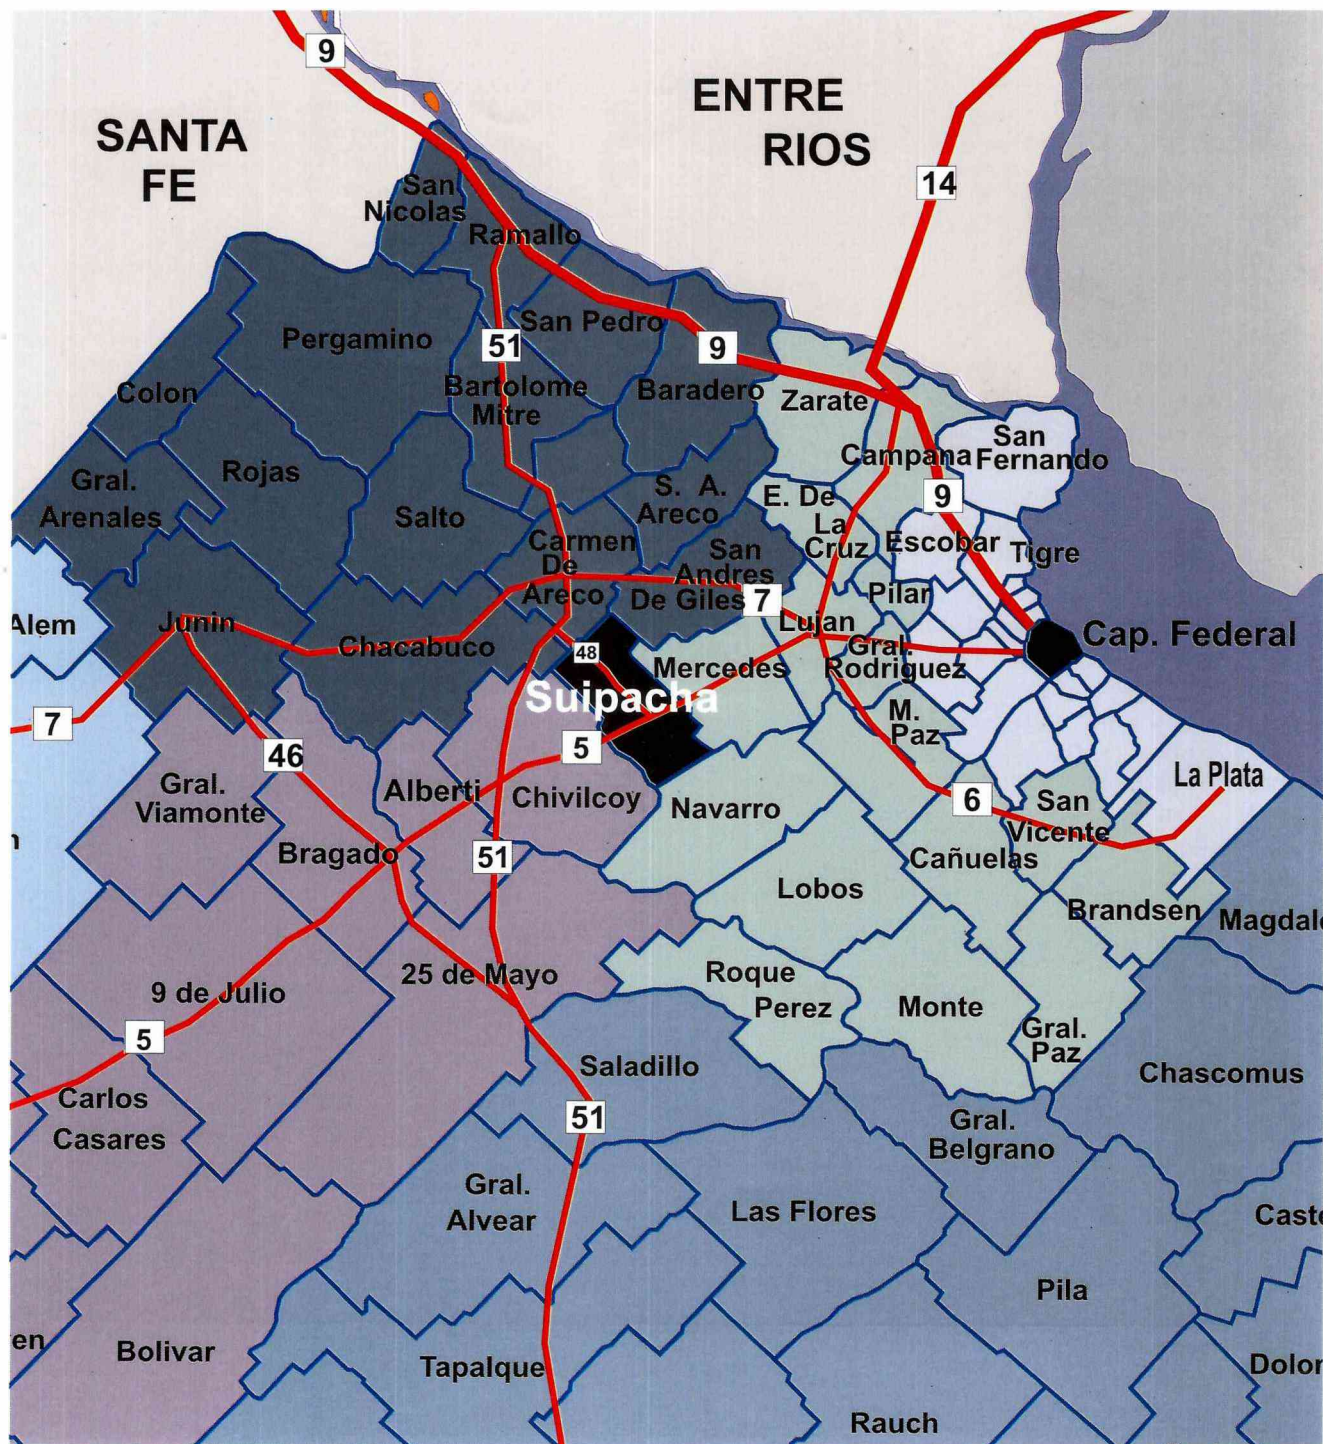 9
ENTRE
RIOS
SANTA
FE
14
San
Nicolas
Ramallo
San Pedro
Pergamino
51
9
Bartolome
Mitre
Baradero
Zarate
Colon
San
Fernando
Campana
Rojas
Gral.
Arenales
Salto
S. A.
Areco
E. De
La
Cruz
9
Escobar
Tigre
Carmen
De
Areco
San
Andres
De Giles
7
Pilar
Alem
Junin
Chacabuco
Lujan
Cap. Federal
48
Mercedes
Gral.
Rodriguez
Suipacha
7
46
5
M.
Paz
Gral.
Viamonte
Alberti
Chivilcoy
Navarro
6
San
Vicente
La Plata
Bragado
51
Cañuelas
Lobos
Brandsen
Magdale
9 de Julio
25 de Mayo
Roque
Perez
Monte
Gral.
Paz
5
Saladillo
Chascomus
Carlos
Casares
51
Gral.
Belgrano
Gral.
Alvear
Las Flores
Caste
Pila
en
Bolivar
Tapalque
Dolor
Rauch